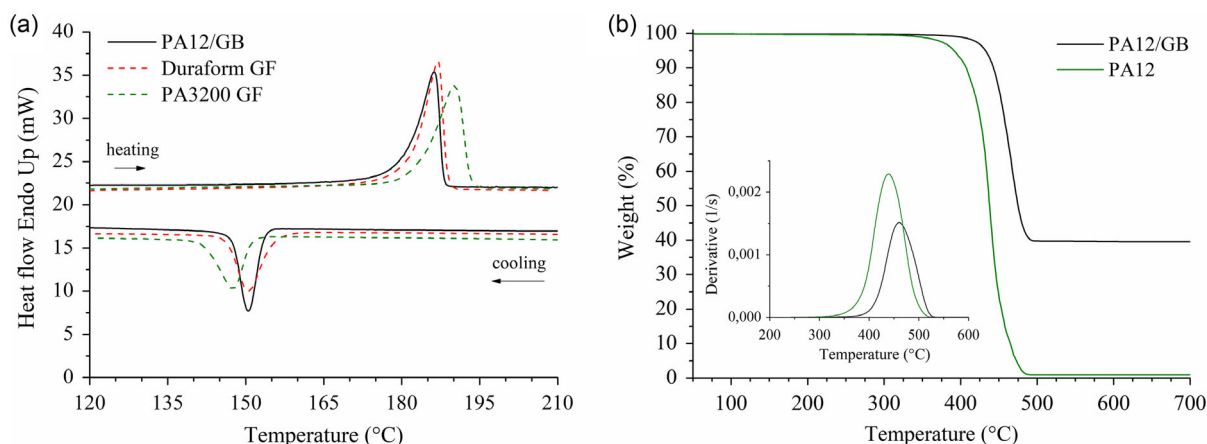 (a)
PA12/GB
Duraform GF
PA3200 GF
heating
cooling
Heat flow Endo Up (mW)
40
35
30
25
20
15
10
5
0
120 135 150 165 180 195 210
Temperature (°C)
(b)
PA12/GB
PA12
Weight (%)
100
90
80
70
60
50
40
30
20
10
0
100 200 300 400 500 600 700
Temperature (°C)
Derivative (1/s)
0,002
0,001
0,000
200 300 400 500 600
Temperature (°C)